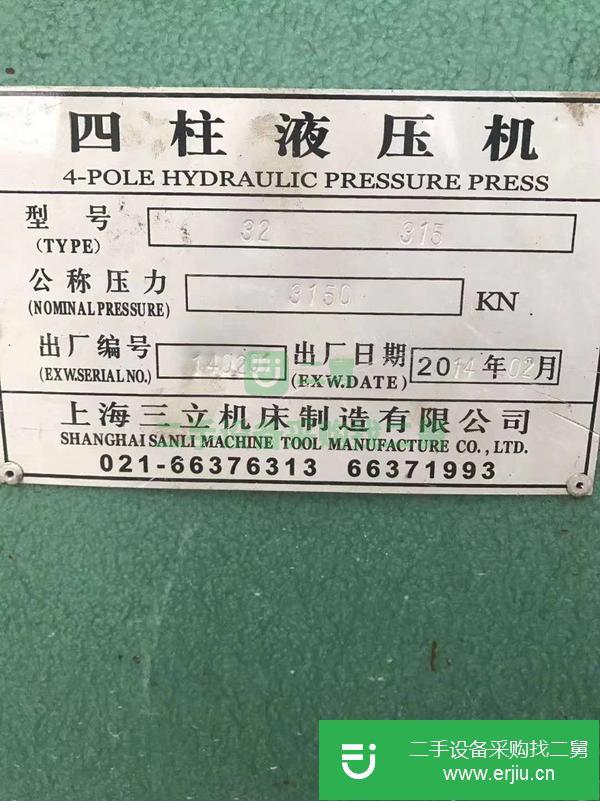 四柱液压机
4-POLE HYDRAULIC PRESSURE PRESS
型号 32 315
(TYPE)
公称压力 3150 KN
(NOMINAL PRESSURE)
出厂编号 出厂日期 2014年02月
(EX.W.SERIAL NO.) (EX.W.DATE)
上海三立机床制造有限公司
SHANGHAI SANLI MACHINE TOOL MANUFACTURE CO., LTD.
021-66376313 66371993
二手设备采购找二舅
www.erjiu.cn